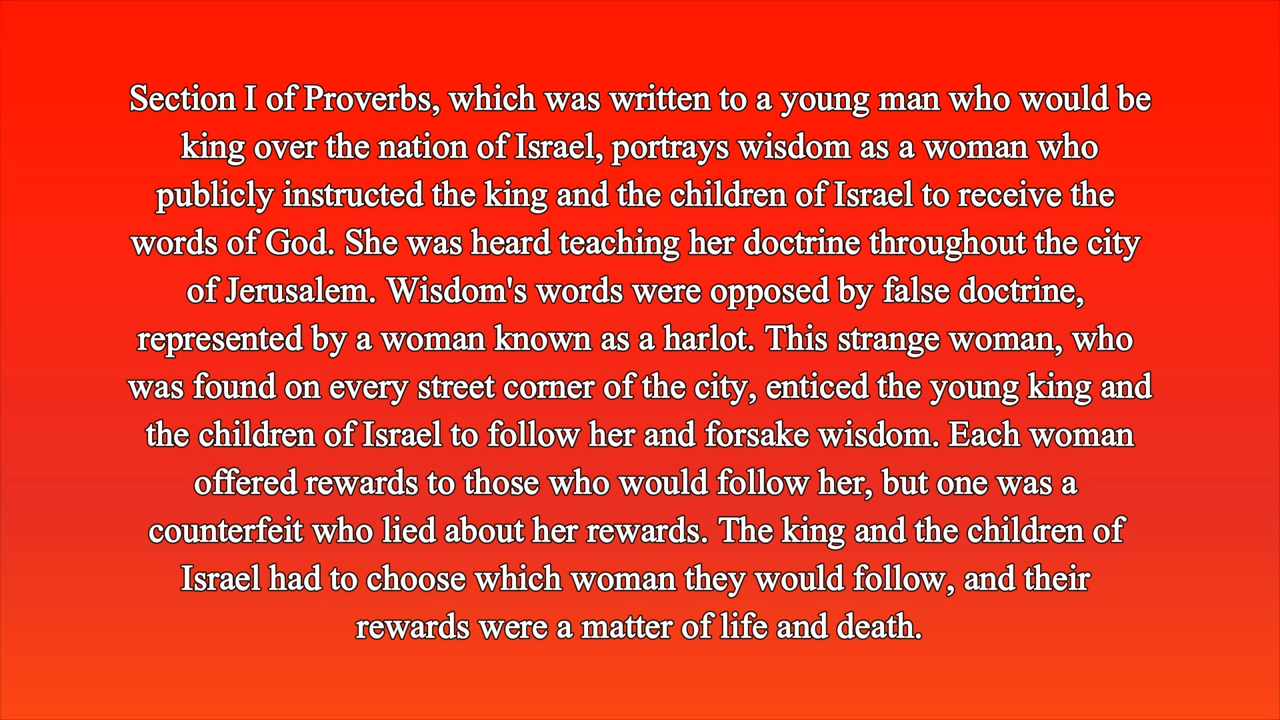 Section I of Proverbs, which was written to a young man who would be
king over the nation of Israel, portrays wisdom as a woman who
publicly instructed the king and the children of Israel to receive the
words of God. She was heard teaching her doctrine throughout the city
of Jerusalem. Wisdom's words were opposed by false doctrine,
represented by a woman known as a harlot. This strange woman, who
was found on every street corner of the city, enticed the young king and
the children of Israel to follow her and forsake wisdom. Each woman
offered rewards to those who would follow her, but one was a
counterfeit who lied about her rewards. The king and the children of
Israel had to choose which woman they would follow, and their
rewards were a matter of life and death.